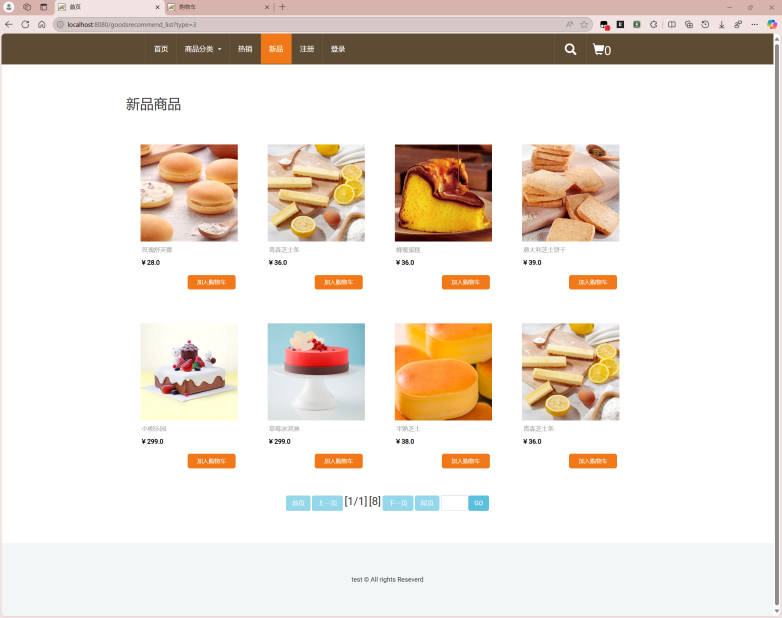 首页
购物车
localhost:8080/goodsrecommend_list?type=3
首页 商品分类 热销 新品 注册 登录 0
新品商品
玫瑰舒芙蕾 青森芝士条 蜂蜜蛋糕 意大利芝士饼干
¥ 28.0 ¥ 36.0 ¥ 36.0 ¥ 39.0
加入购物车 加入购物车 加入购物车 加入购物车
小樱乐园 草莓冰淇淋 半熟芝士 青森芝士条
¥ 299.0 ¥ 299.0 ¥ 38.0 ¥ 36.0
加入购物车 加入购物车 加入购物车 加入购物车
首页 上一页 [1/1] [8] 下一页 尾页 GO
test © All rights Reseverd